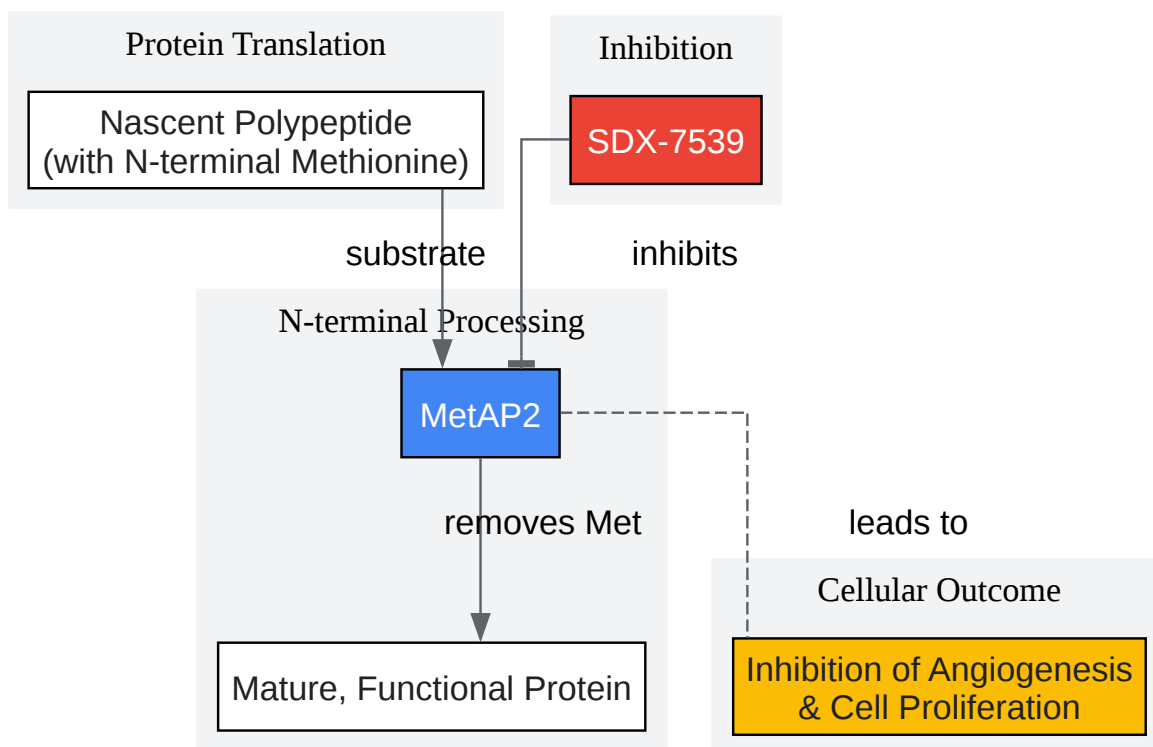 Protein Translation
Nascent Polypeptide
(with N-terminal Methionine)
Inhibition
SDX-7539
substrate
inhibits
N-terminal Processing
MetAP2
removes Met
leads to
Mature, Functional Protein
Cellular Outcome
Inhibition of Angiogenesis
& Cell Proliferation